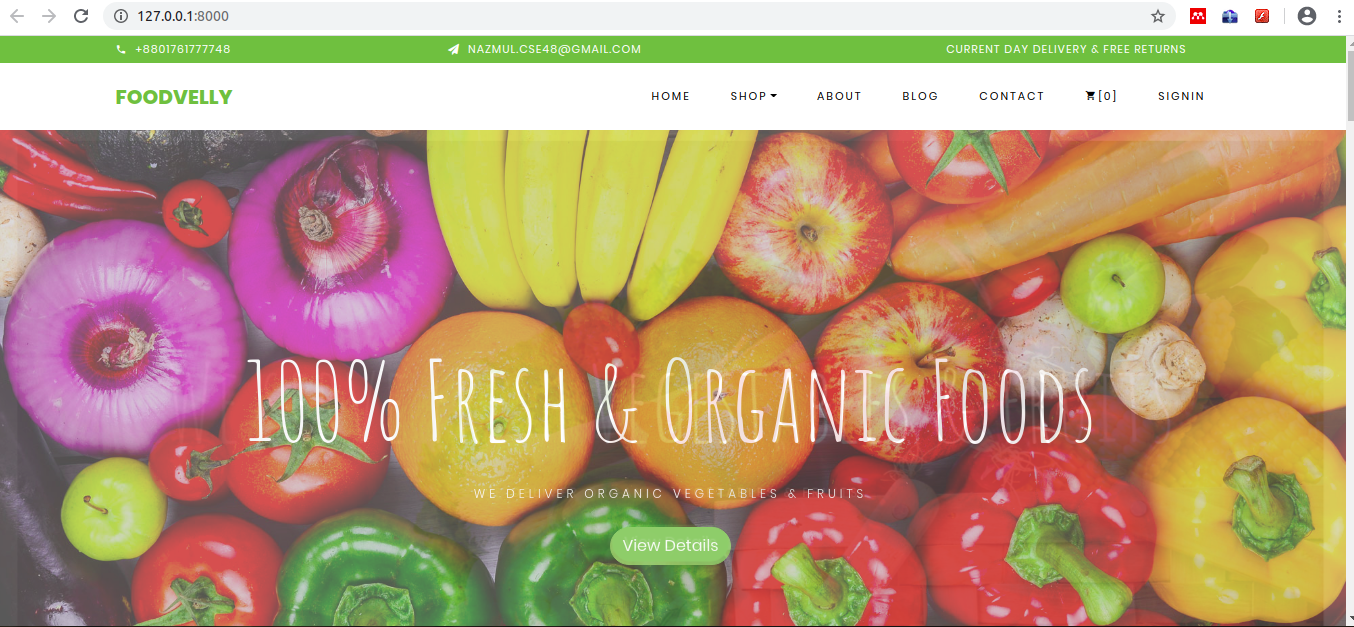 127.0.0.1:8000
+8801761777748 NAZMUL.CSE48@GMAIL.COM CURRENT DAY DELIVERY & FREE RETURNS
FOODVELLY HOME SHOP ABOUT BLOG CONTACT [0] SIGNIN
100% FRESH & ORGANIC FOODS
WE DELIVER ORGANIC VEGETABLES & FRUITS
View Details